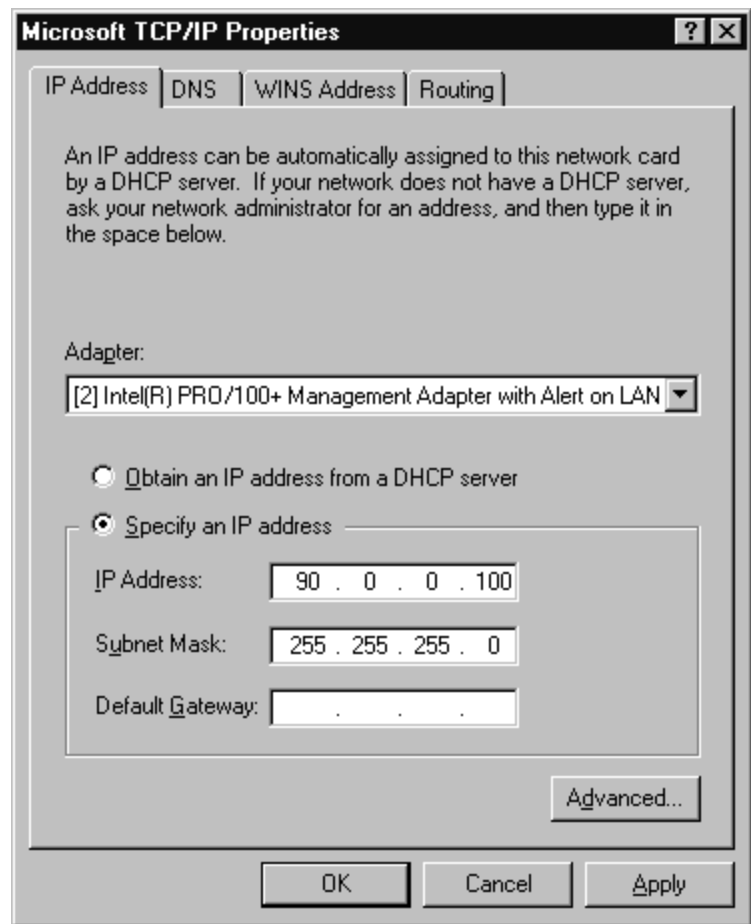 Microsoft TCP/IP Properties
? X
IP Address DNS WINS Address Routing
An IP address can be automatically assigned to this network card
by a DHCP server.  If your network does not have a DHCP server,
ask your network administrator for an address, and then type it in
the space below.
Adapter:
[2] Intel(R) PRO/100+ Management Adapter with Alert on LAN
Obtain an IP address from a DHCP server
Specify an IP address
IP Address: 90 . 0 . 0 . 100
Subnet Mask: 255 . 255 . 255 . 0
Default Gateway: . . .
Advanced...
OK Cancel Apply